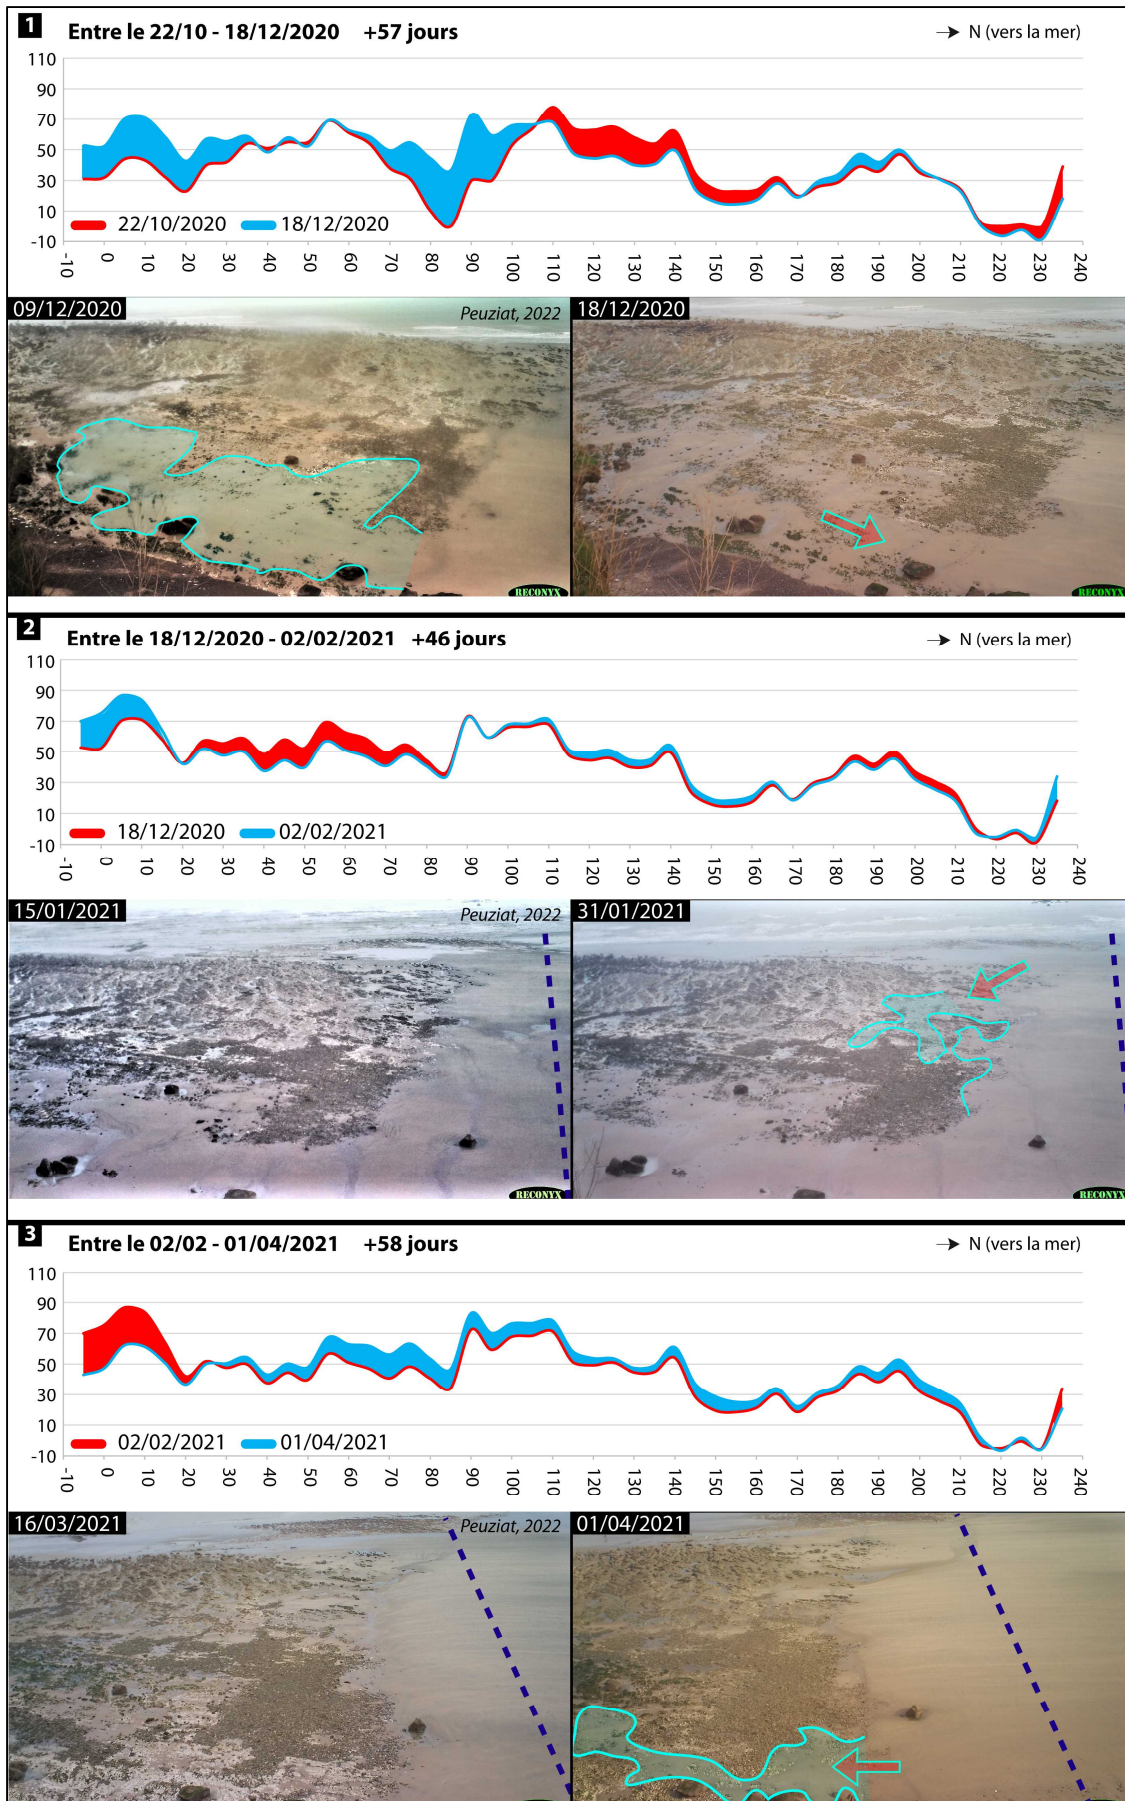 1 Entre le 22/10 - 18/12/2020 +57 jours → N (vers la mer)
110
90
70
50
30
10
-10
22/10/2020 18/12/2020
-10 0 10 20 30 40 50 60 70 80 90 100 110 120 130 140 150 160 170 180 190 200 210 220 230 240
09/12/2020 Peuziat, 2022 18/12/2020
RECONYX RECONYX
2 Entre le 18/12/2020 - 02/02/2021 +46 jours → N (vers la mer)
110
90
70
50
30
10
-10
18/12/2020 02/02/2021
-10 0 10 20 30 40 50 60 70 80 90 100 110 120 130 140 150 160 170 180 190 200 210 220 230 240
15/01/2021 Peuziat, 2022 31/01/2021
RECONYX RECONYX
3 Entre le 02/02 - 01/04/2021 +58 jours → N (vers la mer)
110
90
70
50
30
10
-10
02/02/2021 01/04/2021
-10 0 10 20 30 40 50 60 70 80 90 100 110 120 130 140 150 160 170 180 190 200 210 220 230 240
16/03/2021 Peuziat, 2022 01/04/2021